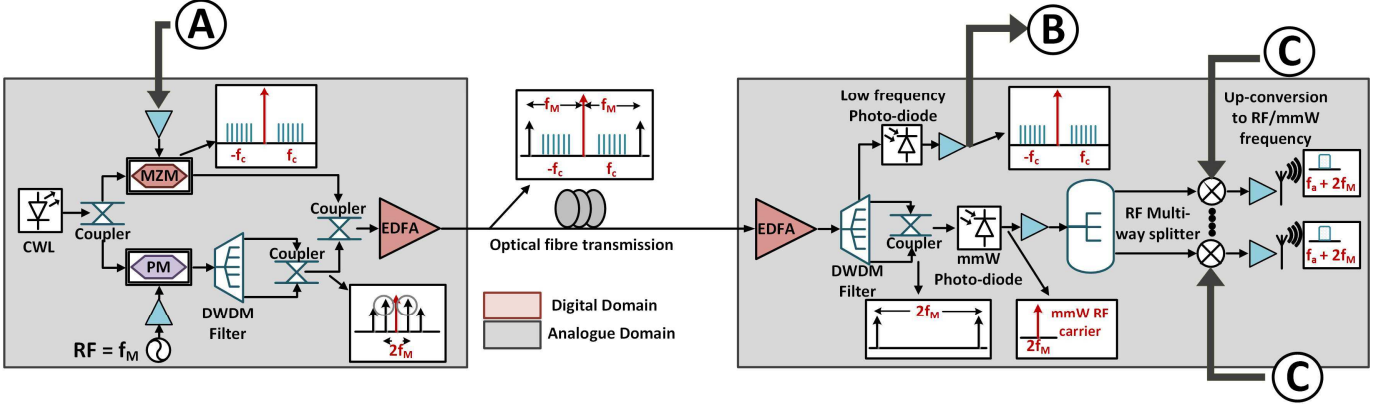 A
B
C
-fc
fc
MZM
CWL
Coupler
PM
RF = fM
DWDM
Filter
Coupler
2fM
Coupler
EDFA
fM
fM
-fc
fc
Optical fibre transmission
Digital Domain
Analogue Domain
EDFA
DWDM
Filter
Low frequency
Photo-diode
-fc
fc
Coupler
mmW
Photo-diode
2fM
mmW RF
carrier
2fM
RF Multi-
way splitter
Up-conversion
to RF/mmW
frequency
fa + 2fM
fa + 2fM
C